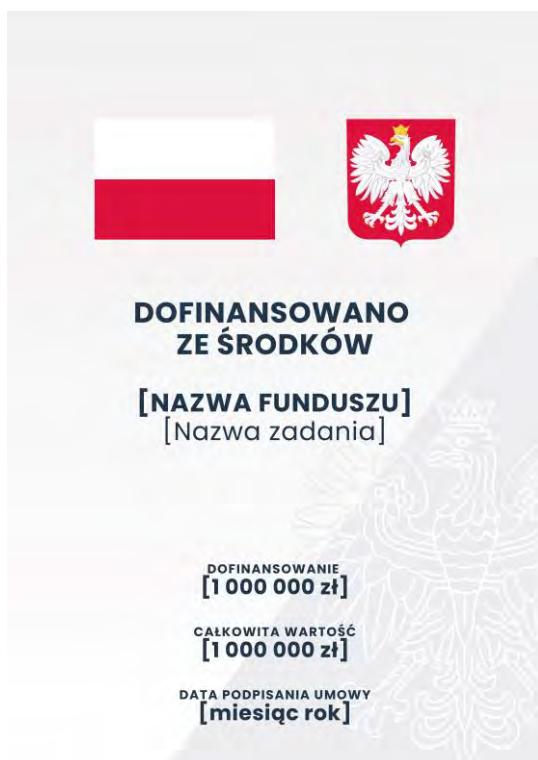 DOFINANSOWANO
ZE ŚRODKÓW
[NAZWA FUNDUSZU]
[Nazwa zadania]
DOFINANSOWANIE
[1 000 000 zł]
CAŁKOWITA WARTOŚĆ
[1 000 000 zł]
DATA PODPISANIA UMOWY
[miesiąc rok]